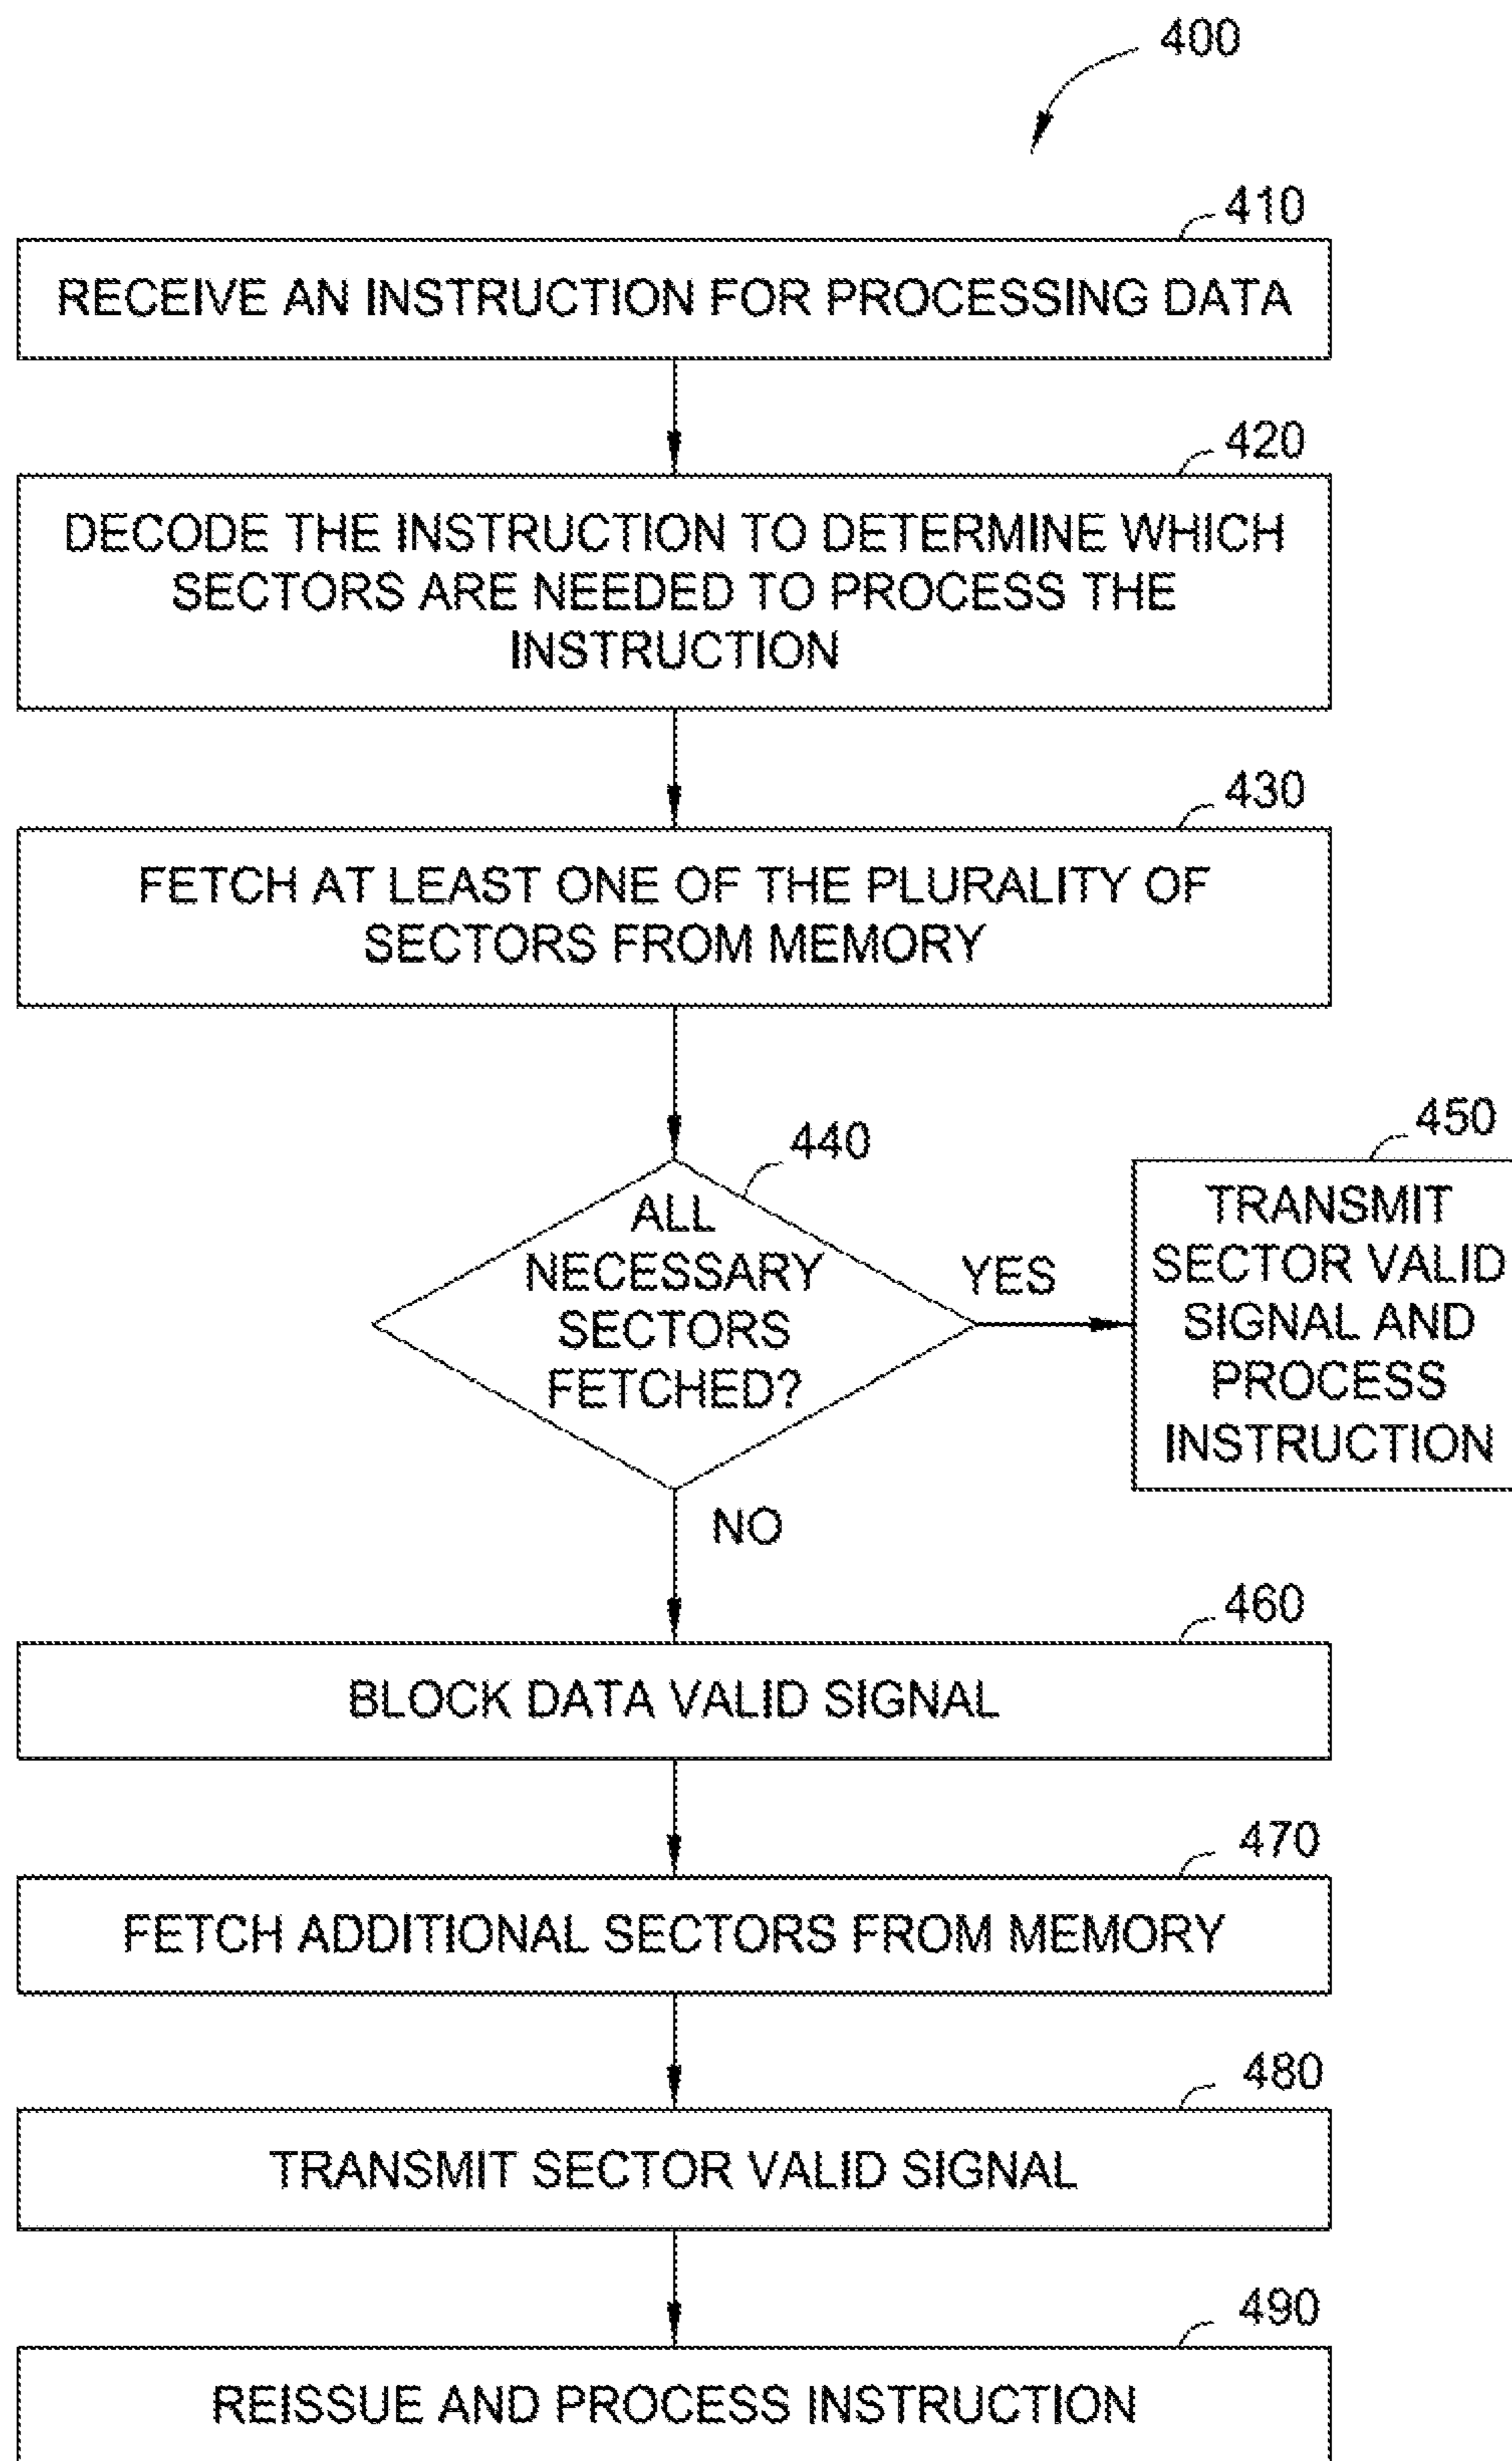 400
410
RECEIVE AN INSTRUCTION FOR PROCESSING DATA
420
DECODE THE INSTRUCTION TO DETERMINE WHICH
SECTORS ARE NEEDED TO PROCESS THE
INSTRUCTION
430
FETCH AT LEAST ONE OF THE PLURALITY OF
SECTORS FROM MEMORY
440
ALL
NECESSARY
SECTORS
FETCHED?
YES
450
TRANSMIT
SECTOR VALID
SIGNAL AND
PROCESS
INSTRUCTION
NO
460
BLOCK DATA VALID SIGNAL
470
FETCH ADDITIONAL SECTORS FROM MEMORY
480
TRANSMIT SECTOR VALID SIGNAL
490
REISSUE AND PROCESS INSTRUCTION